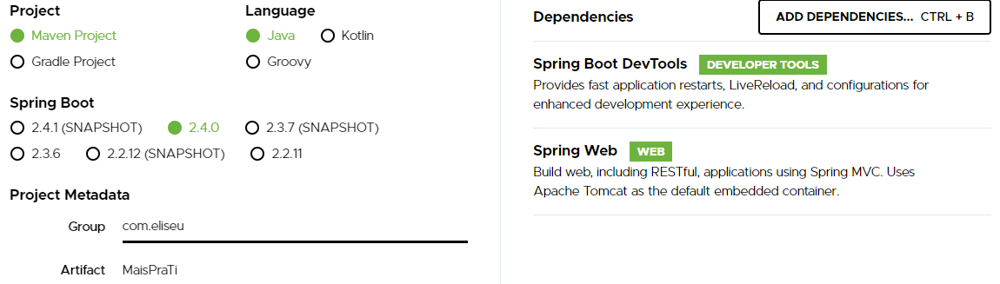 Project
Language
Maven Project
Java
Kotlin
Gradle Project
Groovy
Spring Boot
2.4.1 (SNAPSHOT)
2.4.0
2.3.7 (SNAPSHOT)
2.3.6
2.2.12 (SNAPSHOT)
2.2.11
Project Metadata
Group com.eliseu
Artifact MaisPraTi
Dependencies
ADD DEPENDENCIES... CTRL + B
Spring Boot DevTools DEVELOPER TOOLS
Provides fast application restarts, LiveReload, and configurations for
enhanced development experience.
Spring Web WEB
Build web, including RESTful, applications using Spring MVC. Uses
Apache Tomcat as the default embedded container.